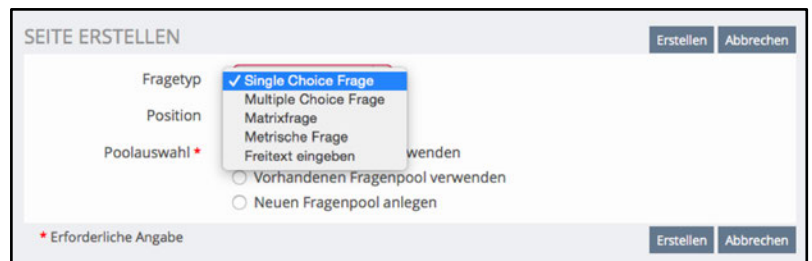 SEITE ERSTELLEN
Erstellen Abbrechen
Fragetyp
✓ Single Choice Frage
Multiple Choice Frage
Position
Matrixfrage
Metrische Frage
Poolauswahl *
Freitext eingeben
wenden
Vorhandenen Fragenpool verwenden
Neuen Fragenpool anlegen
* Erforderliche Angabe
Erstellen Abbrechen